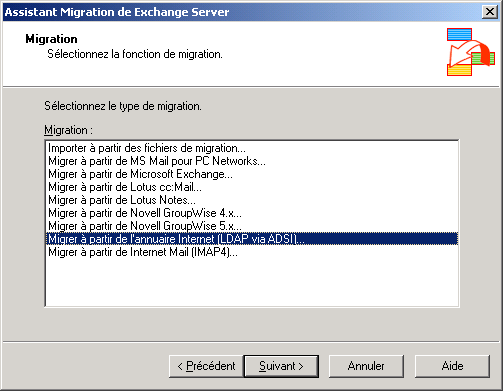 Assistant Migration de Exchange Server
Migration
Sélectionnez la fonction de migration.
Sélectionnez le type de migration.
Migration :
Importer à partir des fichiers de migration...
Migrer à partir de MS Mail pour PC Networks...
Migrer à partir de Microsoft Exchange...
Migrer à partir de Lotus cc:Mail...
Migrer à partir de Lotus Notes...
Migrer à partir de Novell GroupWise 4.x...
Migrer à partir de Novell GroupWise 5.x...
Migrer à partir de l'annuaire Internet (LDAP via ADSI)...
Migrer à partir de Internet Mail (IMAP4)...
< Précédent Suivant > Annuler Aide